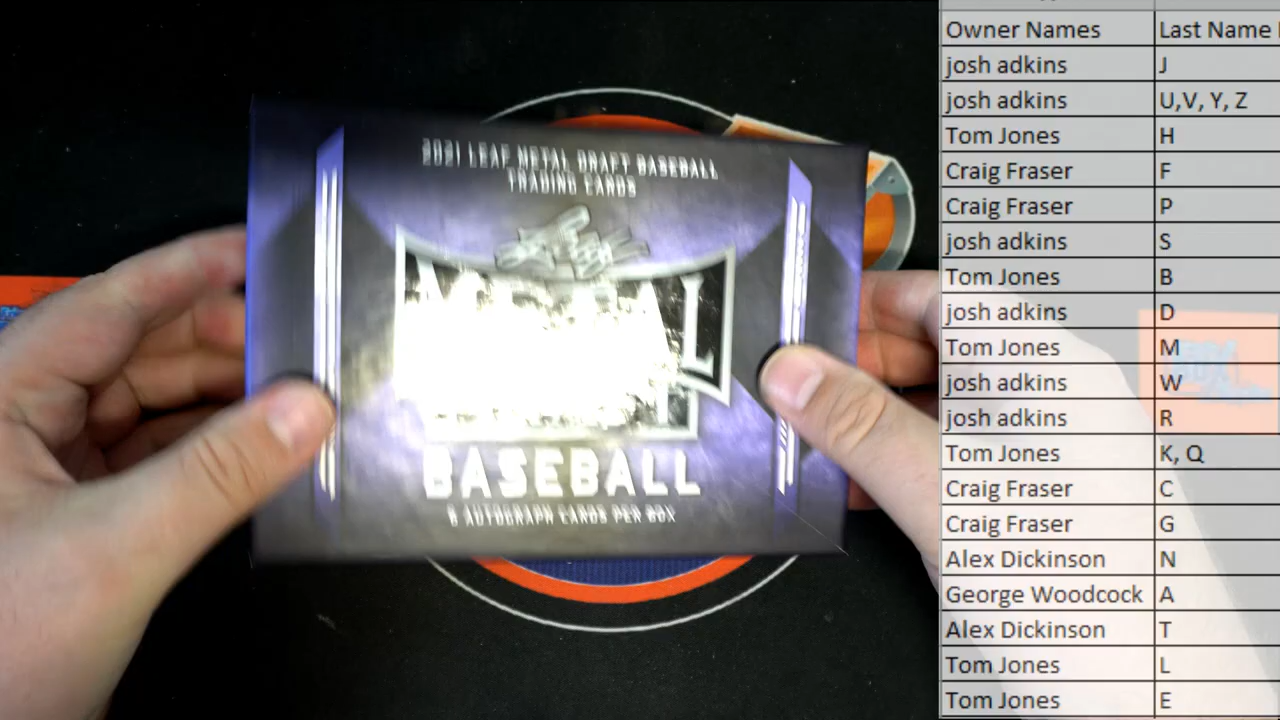 2021 LEAF METAL DRAFT BASEBALL
TRADING CARDS
Leaf
METAL
BASEBALL
6 AUTOGRAPH CARDS PER BOX
Owner Names Last Name
josh adkins J
josh adkins U,V, Y, Z
Tom Jones H
Craig Fraser F
Craig Fraser P
josh adkins S
Tom Jones B
josh adkins D
Tom Jones M
josh adkins W
josh adkins R
Tom Jones K, Q
Craig Fraser C
Craig Fraser G
Alex Dickinson N
George Woodcock A
Alex Dickinson T
Tom Jones L
Tom Jones E